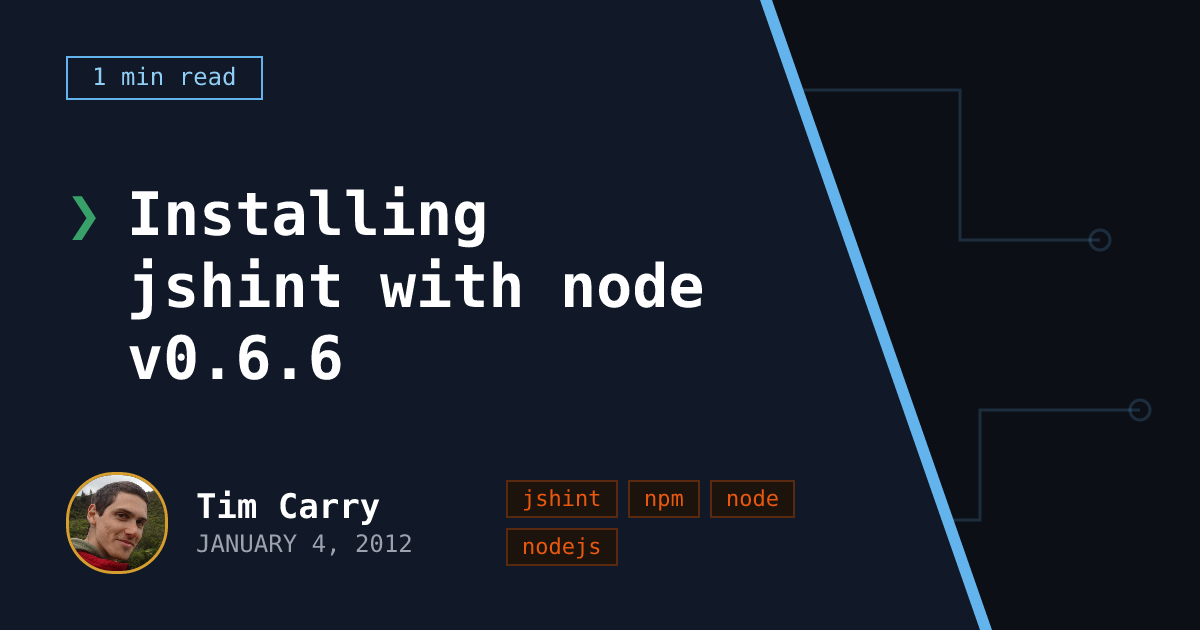 1 min read
❯ Installing
jshint with node
v0.6.6
Tim Carry
JANUARY 4, 2012
jshint npm node
nodejs